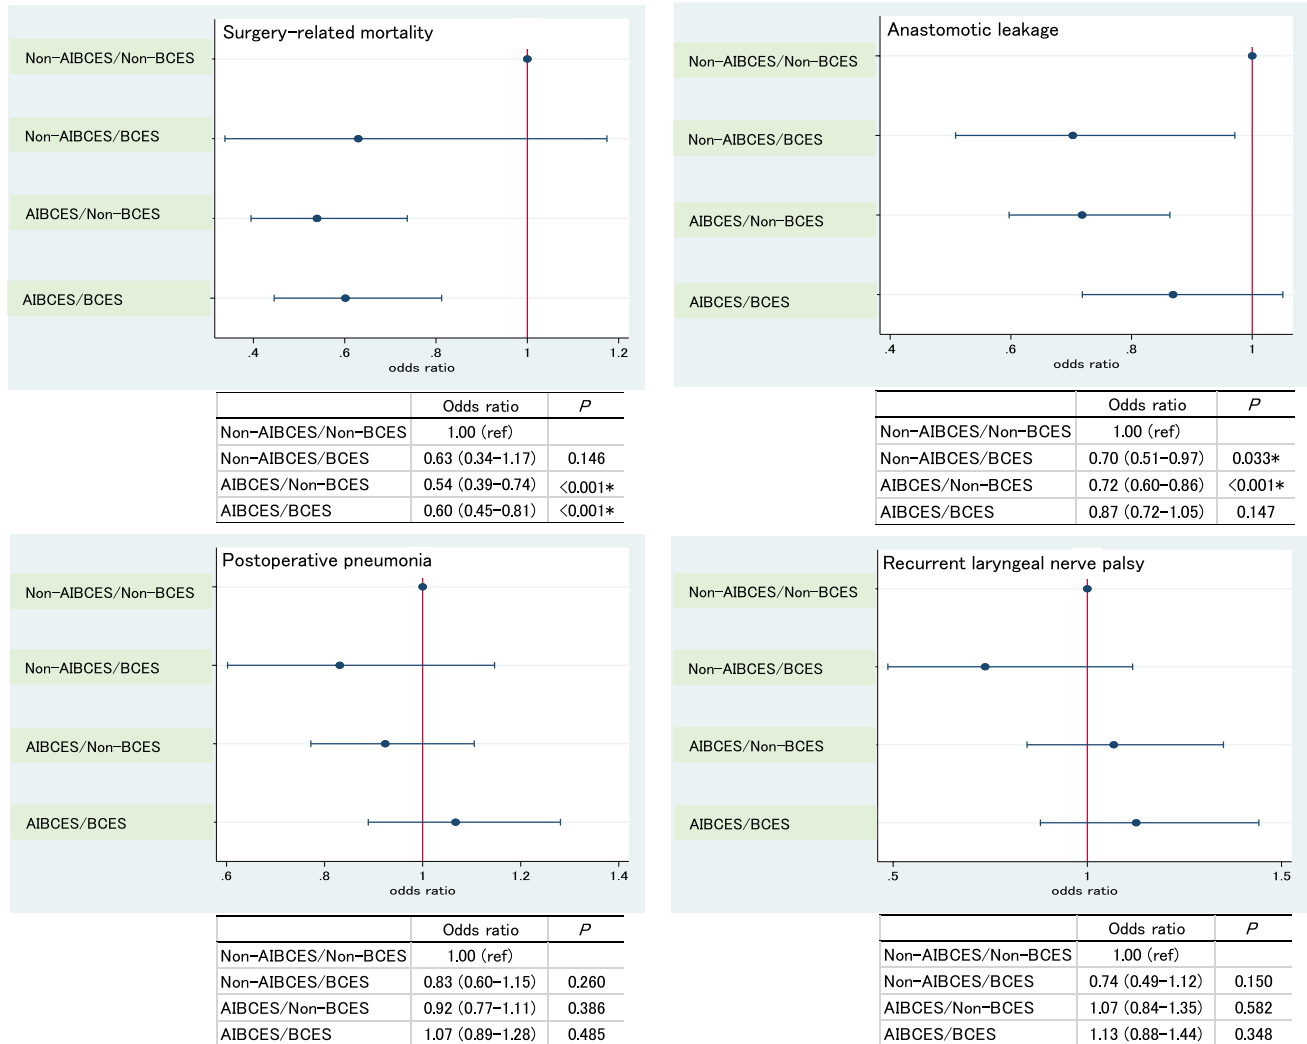 Surgery-related mortality
Non-AIBCES/Non-BCES
Non-AIBCES/BCES
AIBCES/Non-BCES
AIBCES/BCES
.4 .6 .8 1 1.2
odds ratio
Odds ratio P
Non-AIBCES/Non-BCES 1.00 (ref)
Non-AIBCES/BCES 0.63 (0.34-1.17) 0.146
AIBCES/Non-BCES 0.54 (0.39-0.74) <0.001*
AIBCES/BCES 0.60 (0.45-0.81) <0.001*
Anastomotic leakage
Non-AIBCES/Non-BCES
Non-AIBCES/BCES
AIBCES/Non-BCES
AIBCES/BCES
.4 .6 .8 1
odds ratio
Odds ratio P
Non-AIBCES/Non-BCES 1.00 (ref)
Non-AIBCES/BCES 0.70 (0.51-0.97) 0.033*
AIBCES/Non-BCES 0.72 (0.60-0.86) <0.001*
AIBCES/BCES 0.87 (0.72-1.05) 0.147
Postoperative pneumonia
Non-AIBCES/Non-BCES
Non-AIBCES/BCES
AIBCES/Non-BCES
AIBCES/BCES
.6 .8 1 1.2 1.4
odds ratio
Odds ratio P
Non-AIBCES/Non-BCES 1.00 (ref)
Non-AIBCES/BCES 0.83 (0.60-1.15) 0.260
AIBCES/Non-BCES 0.92 (0.77-1.11) 0.386
AIBCES/BCES 1.07 (0.89-1.28) 0.485
Recurrent laryngeal nerve palsy
Non-AIBCES/Non-BCES
Non-AIBCES/BCES
AIBCES/Non-BCES
AIBCES/BCES
.5 1 1.5
odds ratio
Odds ratio P
Non-AIBCES/Non-BCES 1.00 (ref)
Non-AIBCES/BCES 0.74 (0.49-1.12) 0.150
AIBCES/Non-BCES 1.07 (0.84-1.35) 0.582
AIBCES/BCES 1.13 (0.88-1.44) 0.348